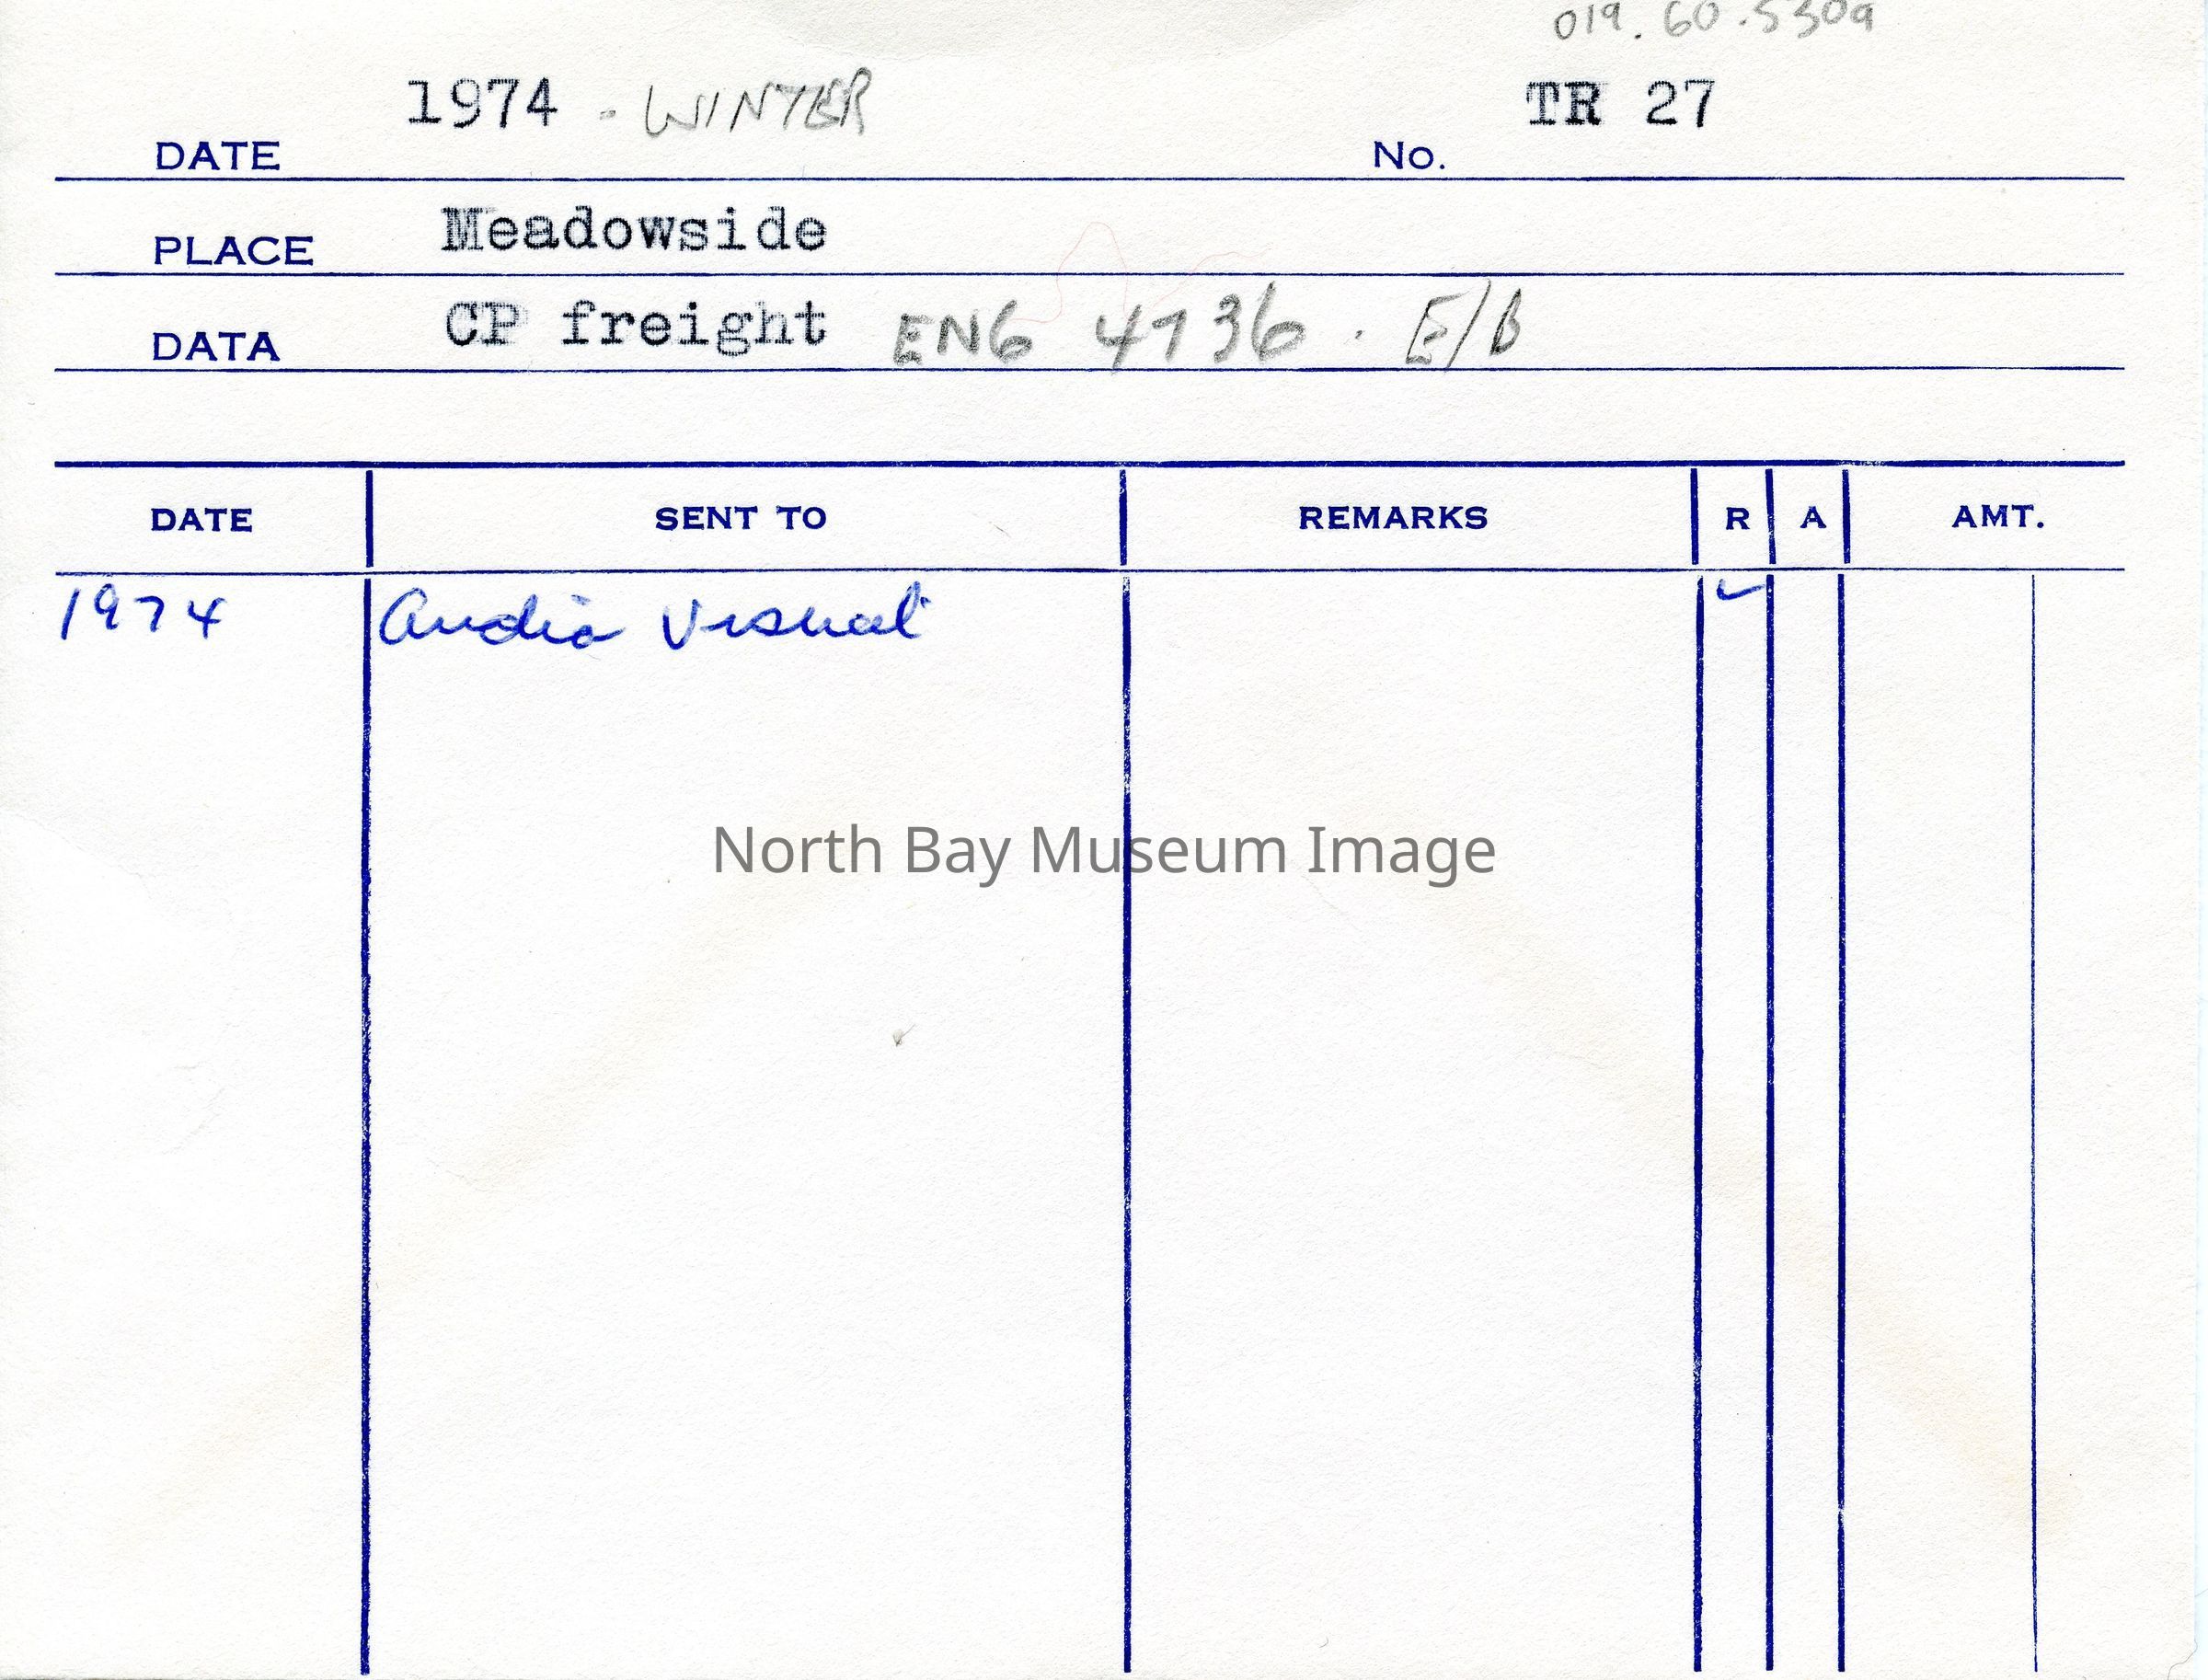 019.60.530a
1974 - WINTER TR 27
DATE No.
PLACE Meadowside
DATA CP freight ENG 4736 . E/B
DATE SENT TO REMARKS R A AMT.
1974 Audio Visual ✓
North Bay Museum Image